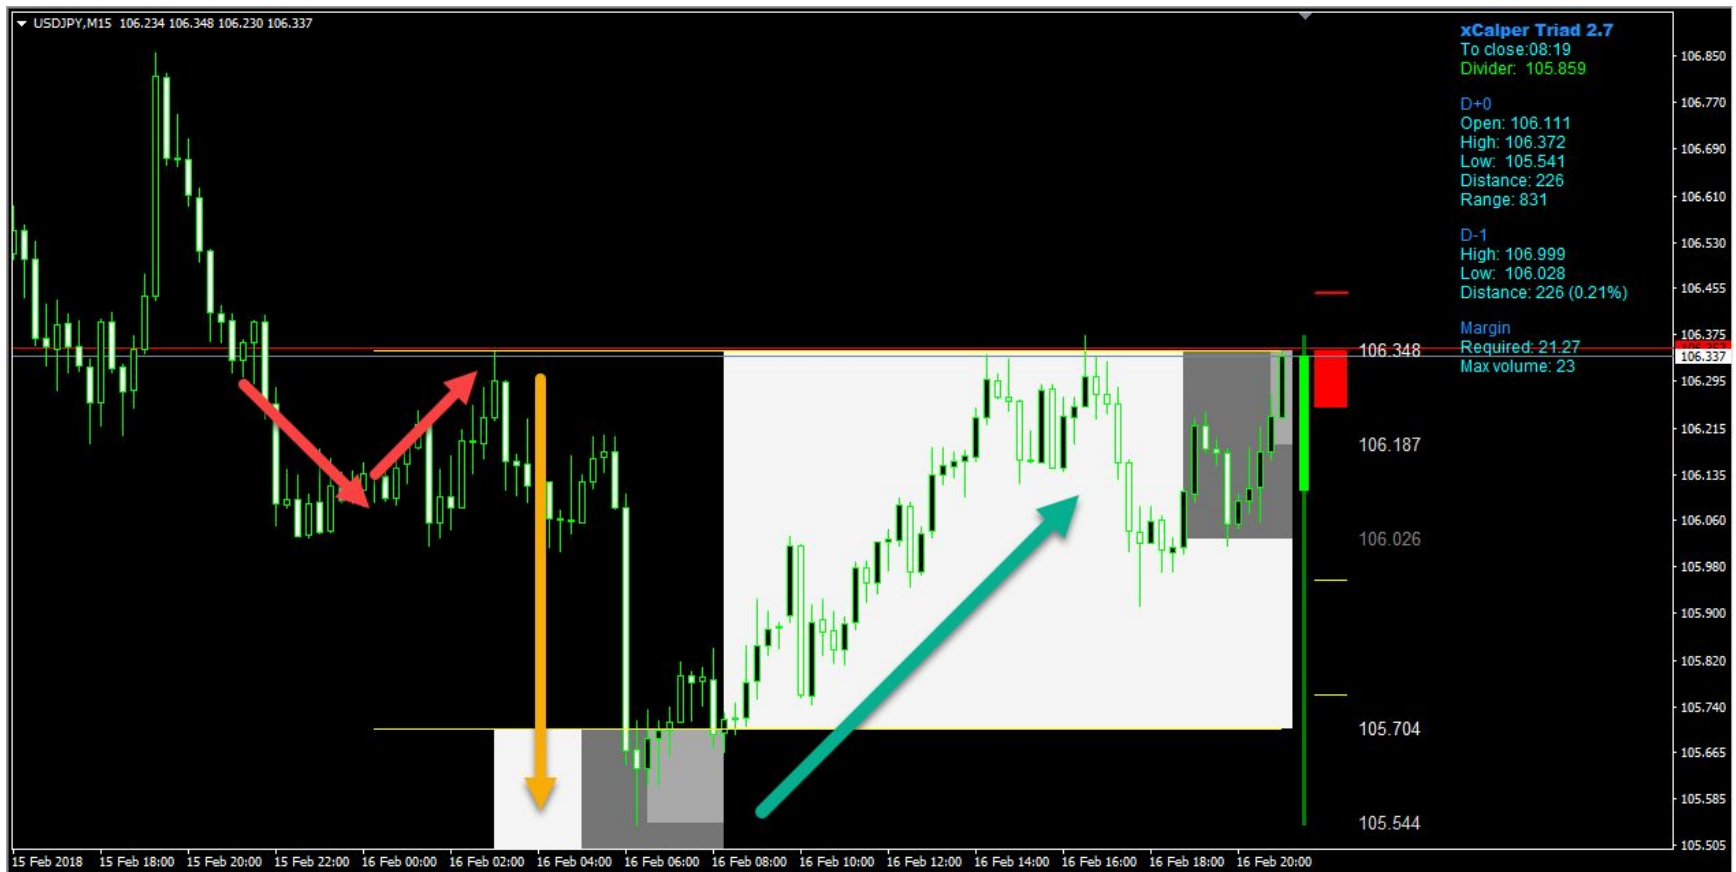 USDJPY,M15 106.234 106.348 106.230 106.337
xCalper Triad 2.7
To close:08:19
Divider: 105.859
D+0
Open: 106.111
High: 106.372
Low: 105.541
Distance: 226
Range: 831
D-1
High: 106.999
Low: 106.028
Distance: 226 (0.21%)
Margin
Required: 21.27
Max volume: 23
106.348
106.187
106.026
105.704
105.544
106.850
106.770
106.690
106.610
106.530
106.455
106.375
106.337
106.295
106.215
106.135
106.060
105.980
105.900
105.820
105.740
105.665
105.585
105.505
15 Feb 2018 15 Feb 18:00 15 Feb 20:00 15 Feb 22:00 16 Feb 00:00 16 Feb 02:00 16 Feb 04:00 16 Feb 06:00 16 Feb 08:00 16 Feb 10:00 16 Feb 12:00 16 Feb 14:00 16 Feb 16:00 16 Feb 18:00 16 Feb 20:00